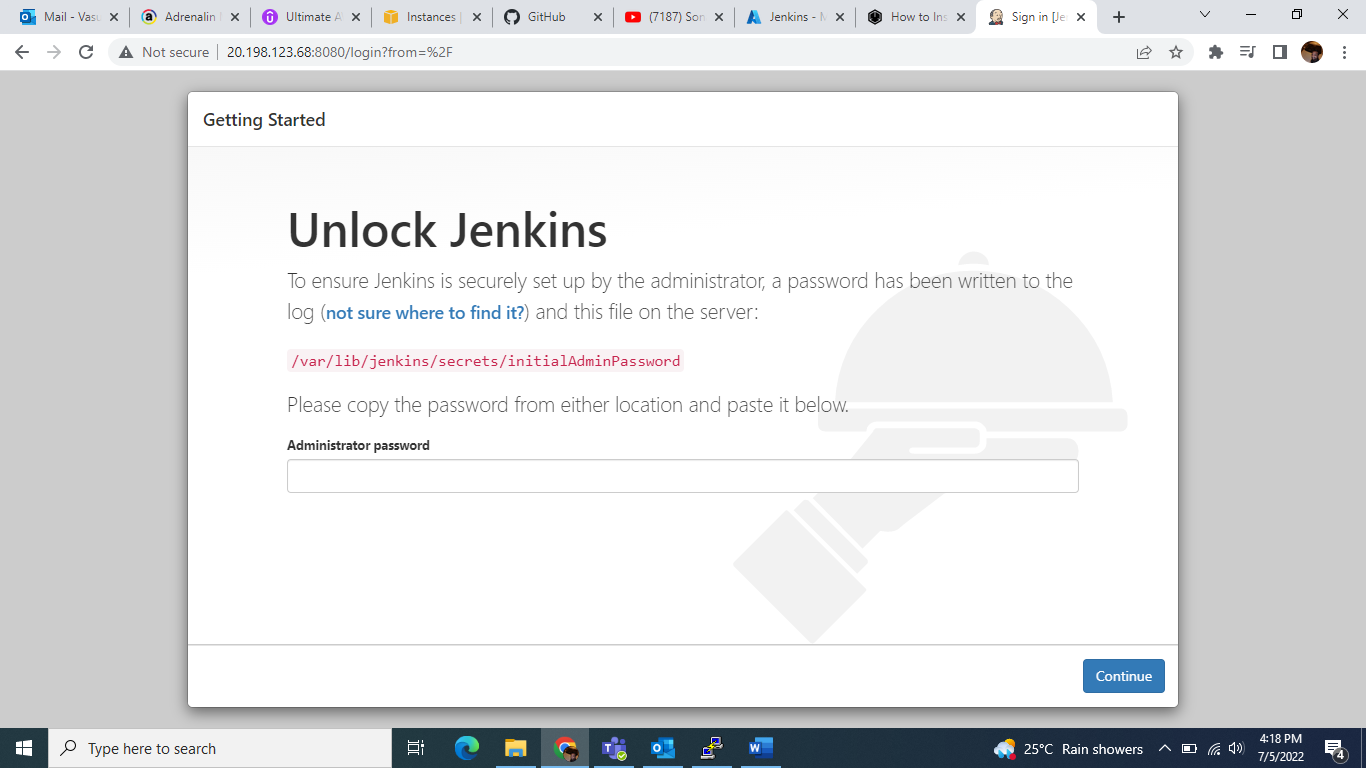 Mail - Vasu
Adrenalin
Ultimate A
Instances |
GitHub
(7187) Son
Jenkins - M
How to Ins
Sign in [Je
Not secure
20.198.123.68:8080/login?from=%2F
Getting Started
Unlock Jenkins
To ensure Jenkins is securely set up by the administrator, a password has been written to the
log (not sure where to find it?) and this file on the server:
/var/lib/jenkins/secrets/initialAdminPassword
Please copy the password from either location and paste it below.
Administrator password
Continue
Type here to search
25°C Rain showers
4:18 PM
7/5/2022
4